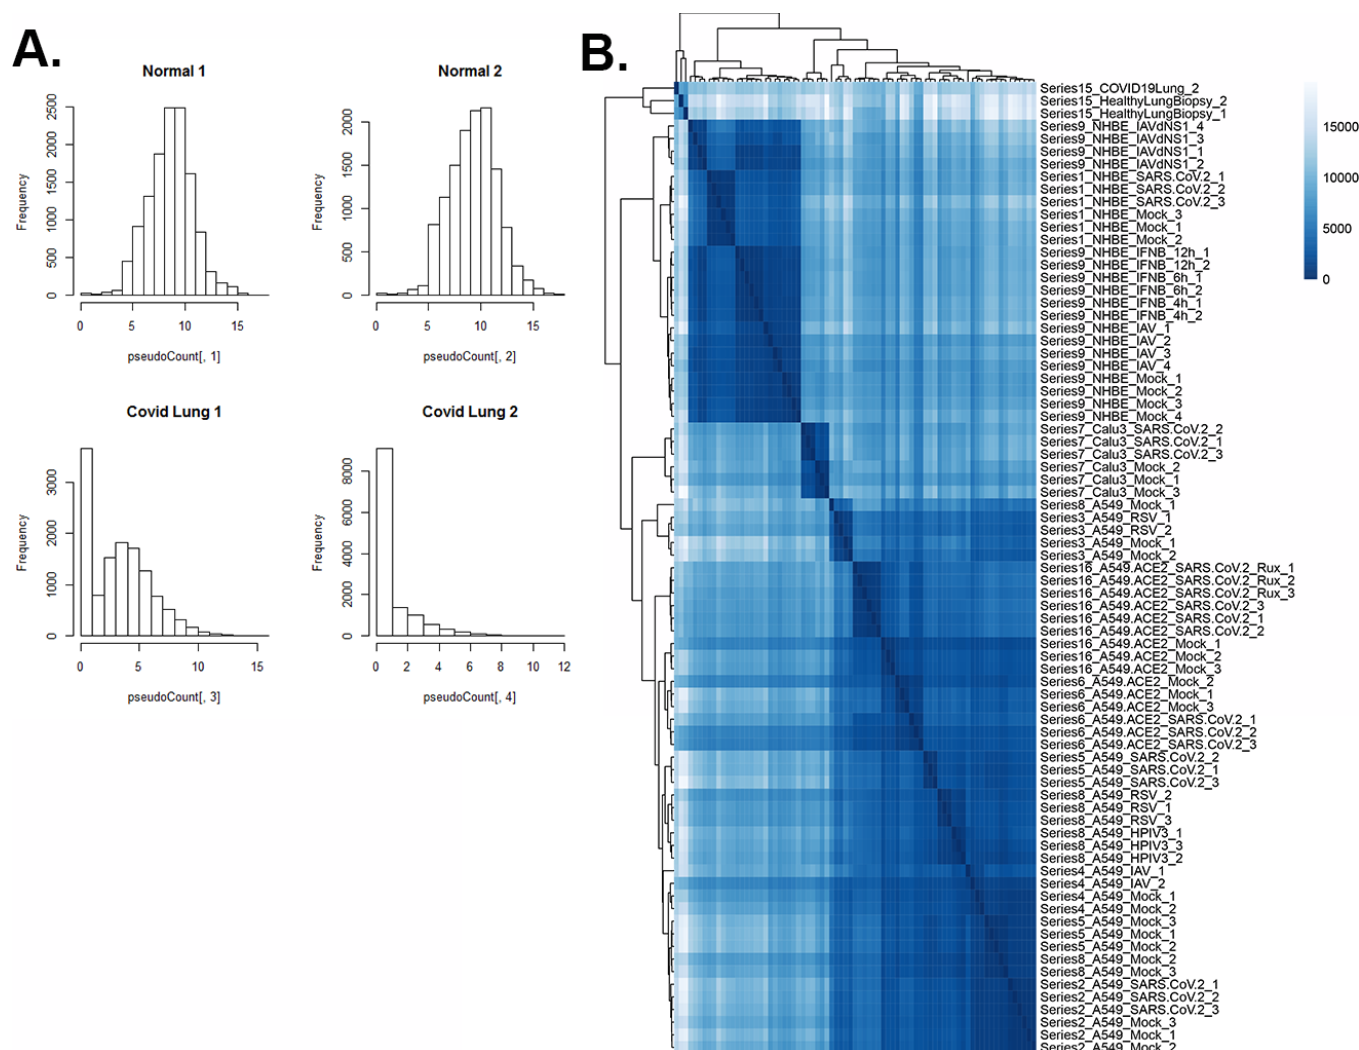 A.
Normal 1
Frequency
0
500
1000
1500
2000
2500
0
5
10
15
pseudoCount[, 1]
Normal 2
Frequency
0
500
1000
1500
2000
0
5
10
15
pseudoCount[, 2]
Covid Lung 1
Frequency
0
1000
2000
3000
0
5
10
15
pseudoCount[, 3]
Covid Lung 2
Frequency
0
2000
4000
6000
8000
0
2
4
6
8
10
12
pseudoCount[, 4]
B.
Series15_COVID19Lung_2
Series15_HealthyLungBiopsy_2
Series15_HealthyLungBiopsy_1
Series9_NHBE_IAVdNS1_4
Series9_NHBE_IAVdNS1_3
Series9_NHBE_IAVdNS1_1
Series9_NHBE_IAVdNS1_2
Series1_NHBE_SARS.CoV.2_1
Series1_NHBE_SARS.CoV.2_2
Series1_NHBE_SARS.CoV.2_3
Series1_NHBE_Mock_3
Series1_NHBE_Mock_1
Series1_NHBE_Mock_2
Series9_NHBE_IFNB_12h_1
Series9_NHBE_IFNB_12h_2
Series9_NHBE_IFNB_6h_1
Series9_NHBE_IFNB_6h_2
Series9_NHBE_IFNB_4h_1
Series9_NHBE_IFNB_4h_2
Series9_NHBE_IAV_1
Series9_NHBE_IAV_2
Series9_NHBE_IAV_3
Series9_NHBE_IAV_4
Series9_NHBE_Mock_1
Series9_NHBE_Mock_2
Series9_NHBE_Mock_3
Series9_NHBE_Mock_4
Series7_Calu3_SARS.CoV.2_2
Series7_Calu3_SARS.CoV.2_1
Series7_Calu3_SARS.CoV.2_3
Series7_Calu3_Mock_2
Series7_Calu3_Mock_1
Series7_Calu3_Mock_3
Series8_A549_Mock_1
Series3_A549_RSV_1
Series3_A549_RSV_2
Series3_A549_Mock_1
Series3_A549_Mock_2
Series16_A549.ACE2_SARS.CoV.2_Rux_1
Series16_A549.ACE2_SARS.CoV.2_Rux_2
Series16_A549.ACE2_SARS.CoV.2_Rux_3
Series16_A549.ACE2_SARS.CoV.2_3
Series16_A549.ACE2_SARS.CoV.2_1
Series16_A549.ACE2_SARS.CoV.2_2
Series16_A549.ACE2_Mock_1
Series16_A549.ACE2_Mock_2
Series16_A549.ACE2_Mock_3
Series6_A549.ACE2_Mock_2
Series6_A549.ACE2_Mock_1
Series6_A549.ACE2_Mock_3
Series6_A549.ACE2_SARS.CoV.2_1
Series6_A549.ACE2_SARS.CoV.2_2
Series6_A549.ACE2_SARS.CoV.2_3
Series5_A549_SARS.CoV.2_2
Series5_A549_SARS.CoV.2_1
Series5_A549_SARS.CoV.2_3
Series8_A549_RSV_2
Series8_A549_RSV_1
Series8_A549_RSV_3
Series8_A549_HPIV3_1
Series8_A549_HPIV3_3
Series8_A549_HPIV3_2
Series4_A549_IAV_1
Series4_A549_IAV_2
Series4_A549_Mock_1
Series4_A549_Mock_2
Series5_A549_Mock_3
Series5_A549_Mock_1
Series5_A549_Mock_2
Series8_A549_Mock_2
Series8_A549_Mock_3
Series2_A549_SARS.CoV.2_1
Series2_A549_SARS.CoV.2_2
Series2_A549_SARS.CoV.2_3
Series2_A549_Mock_3
Series2_A549_Mock_1
Series2_A549_Mock_2
15000
10000
5000
0